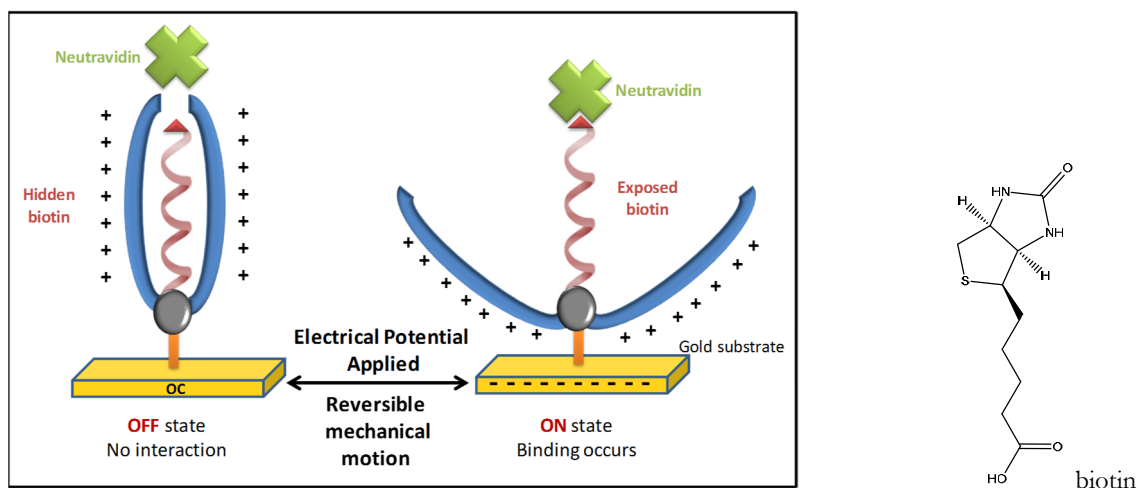 Neutravidin
Hidden
biotin
OC
OFF state
No interaction
Electrical Potential
Applied
Reversible
mechanical
motion
Neutravidin
Exposed
biotin
Gold substrate
ON state
Binding occurs
O
HN
H
NH
H
S
O
HO
biotin